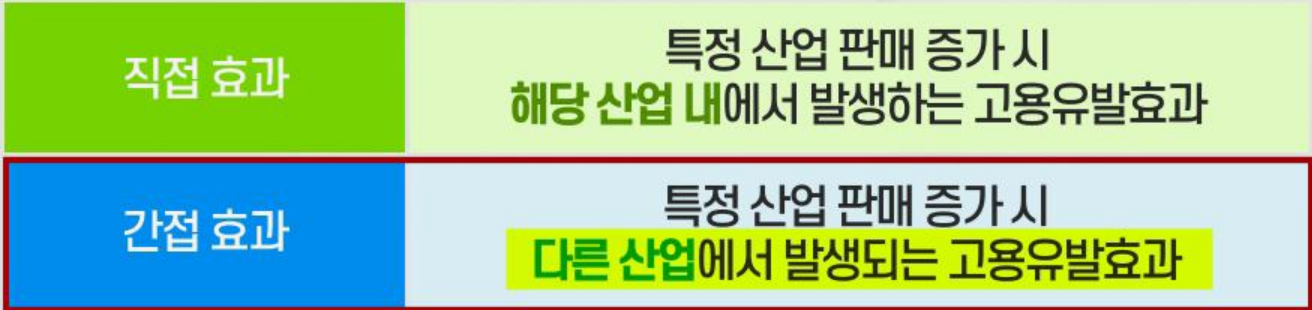 직접 효과
특정 산업 판매 증가 시
해당 산업 내에서 발생하는 고용유발효과
간접 효과
특정 산업 판매 증가 시
다른 산업에서 발생되는 고용유발효과